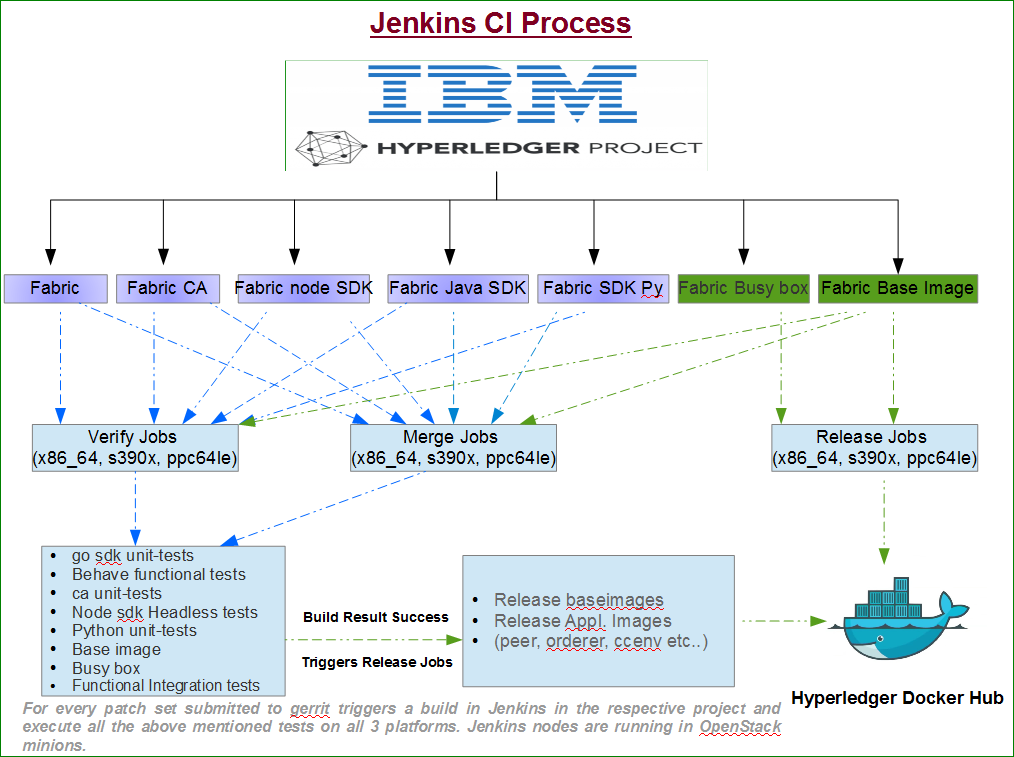 Jenkins CI Process
IBM
HYPERLEDGER PROJECT
Fabric
Fabric CA
Fabric node SDK
Fabric Java SDK
Fabric SDK Py
Fabric Busy box
Fabric Base Image
Verify Jobs
(x86_64, s390x, ppc64le)
Merge Jobs
(x86_64, s390x, ppc64le)
Release Jobs
(x86_64, s390x, ppc64le)
• go sdk unit-tests
• Behave functional tests
• ca unit-tests
• Node sdk Headless tests
• Python unit-tests
• Base image
• Busy box
• Functional Integration tests
Build Result Success
Triggers Release Jobs
• Release baseimages
• Release Appl. Images
• (peer, orderer, ccenv etc..)
Hyperledger Docker Hub
For every patch set submitted to gerrit triggers a build in Jenkins in the respective project and
execute all the above mentioned tests on all 3 platforms. Jenkins nodes are running in OpenStack
minions.